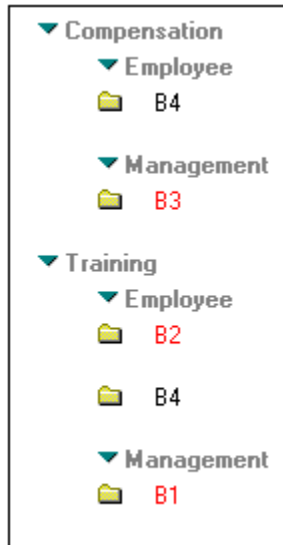 Compensation
Employee
B4
Management
B3
Training
Employee
B2
B4
Management
B1